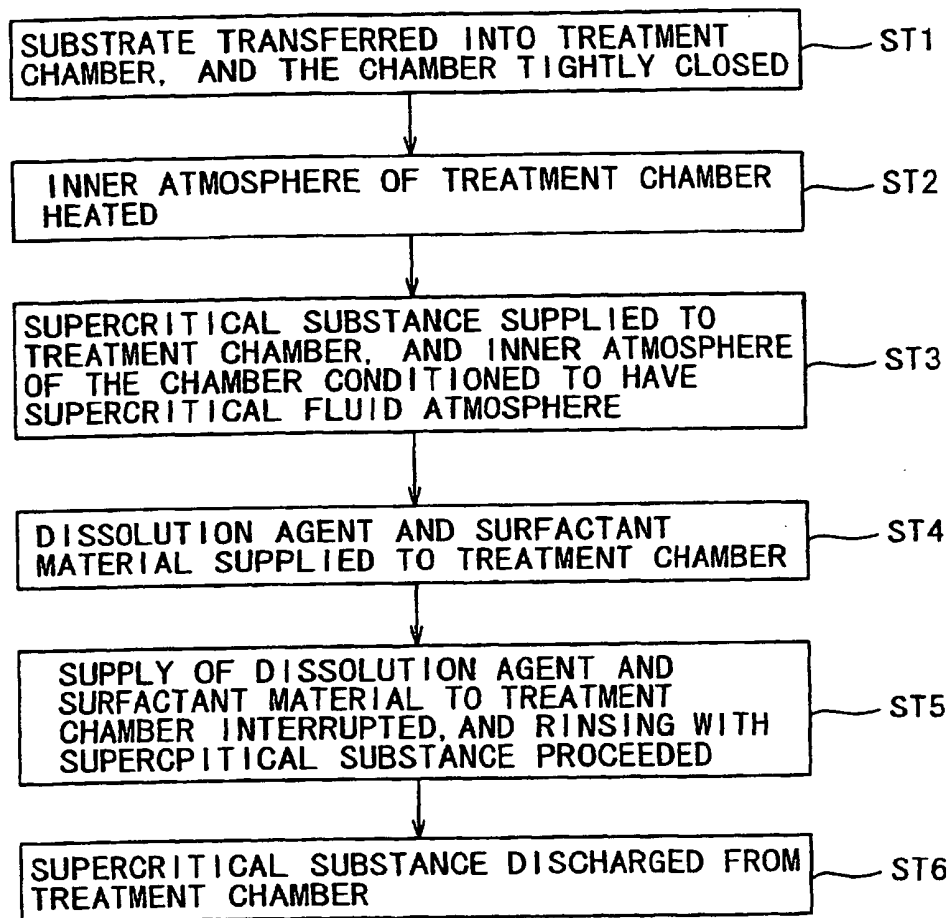 SUBSTRATE TRANSFERRED INTO TREATMENT
CHAMBER, AND THE CHAMBER TIGHTLY CLOSED
ST1
INNER ATMOSPHERE OF TREATMENT CHAMBER
HEATED
ST2
SUPERCRITICAL SUBSTANCE SUPPLIED TO
TREATMENT CHAMBER, AND INNER ATMOSPHERE
OF THE CHAMBER CONDITIONED TO HAVE
SUPERCRITICAL FLUID ATMOSPHERE
ST3
DISSOLUTION AGENT AND SURFACTANT
MATERIAL SUPPLIED TO TREATMENT CHAMBER
ST4
SUPPLY OF DISSOLUTION AGENT AND
SURFACTANT MATERIAL TO TREATMENT
CHAMBER INTERRUPTED, AND RINSING WITH
SUPERCPITICAL SUBSTANCE PROCEEDED
ST5
SUPERCRITICAL SUBSTANCE DISCHARGED FROM
TREATMENT CHAMBER
ST6